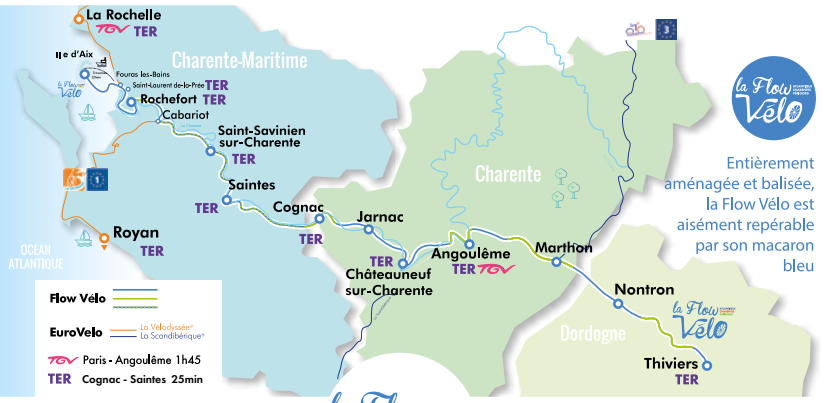 La Rochelle
TGV TER
Ile d'Aix
Charente-Maritime
Fouras les-Bains
Saint-Laurent de-la-Prée TER
la Flow
Vélo
Rochefort TER
Cabariot
Saint-Savinien
sur-Charente
TER
Saintes
TER
1
Royan
TER
OCEAN
ATLANTIQUE
Cognac
TER
Jarnac
Charente
TER
Châteauneuf
sur-Charente
Angoulême
TER TGV
Marthon
3
Nontron
Dordogne
la Flow
Vélo
Thiviers
TER
la Flow
Vélo
Entièrement
aménagée et balisée,
la Flow Vélo est
aisément repérable
par son macaron
bleu
Flow Vélo
EuroVelo
La Vélodyssée®
La Scandibérique®
TGV Paris - Angoulême 1h45
TER Cognac - Saintes 25min
la Flow